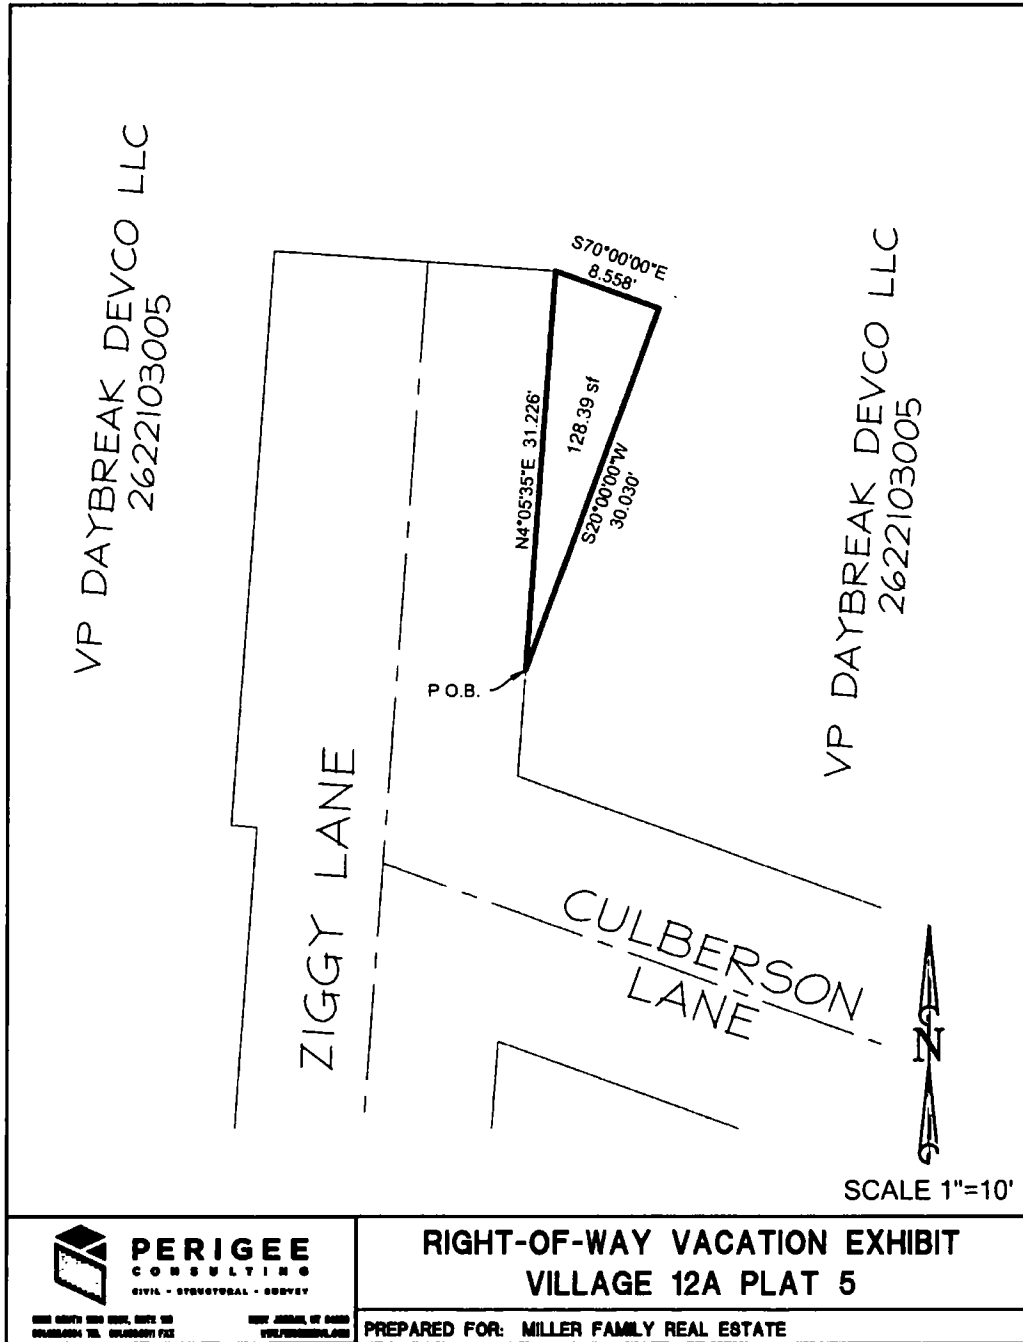 VP DAYBREAK DEVCO LLC
2622103005
S70°00'00"E
8.558'
N4°05'35"E 31.226'
128.39 sf
S20°00'00"W
30.030'
P O.B.
VP DAYBREAK DEVCO LLC
2622103005
ZIGGY LANE
CULBERSON
LANE
N
SCALE 1"=10'
PERIGEE
CONSULTING
CIVIL - STRUCTURAL - SURVEY
RIGHT-OF-WAY VACATION EXHIBIT
VILLAGE 12A PLAT 5
PREPARED FOR: MILLER FAMILY REAL ESTATE